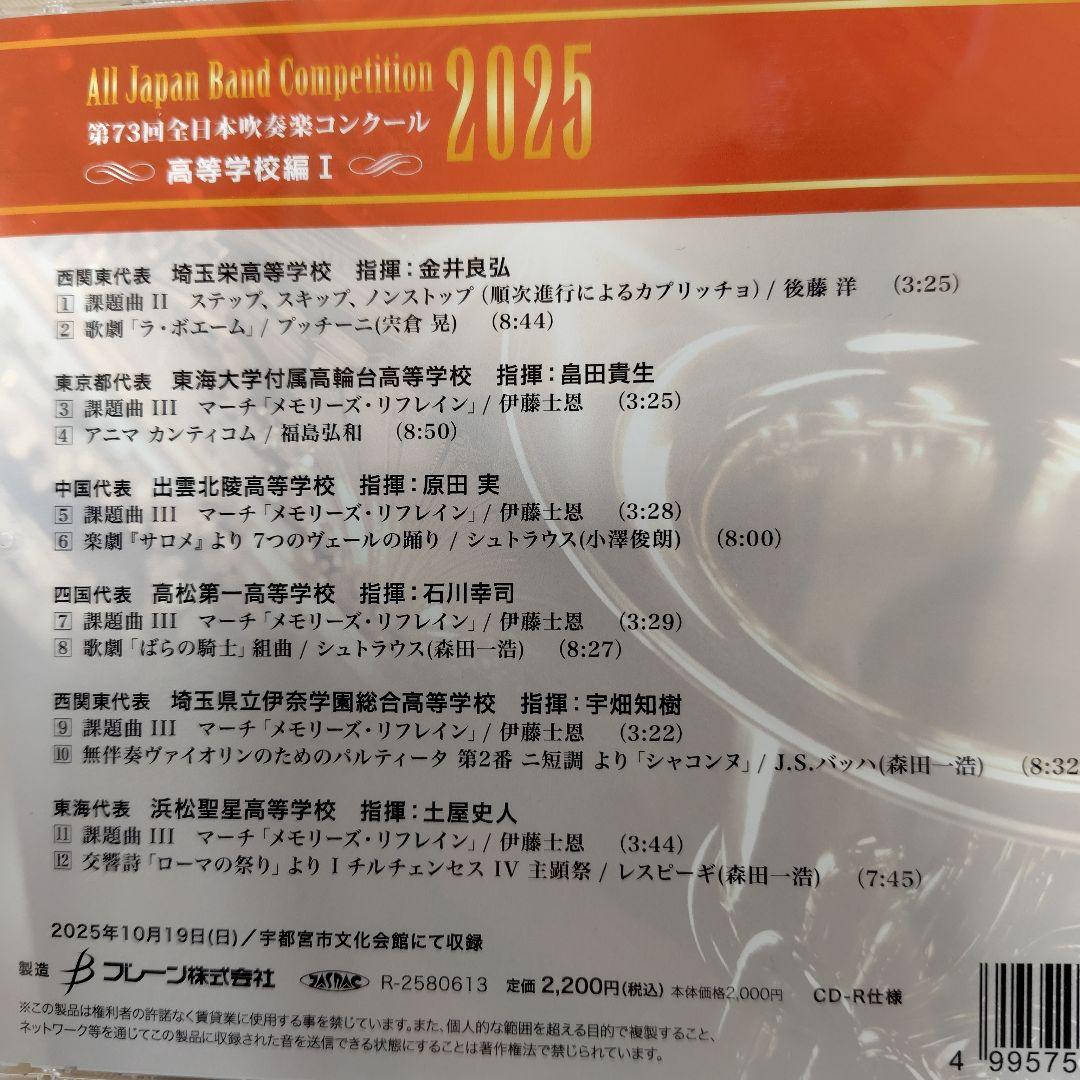 All Japan Band Competition 2025
第73回全日本吹奏楽コンクール
高等学校編 I
西関東代表 埼玉栄高等学校 指揮：金井良弘
1 課題曲 II ステップ、スキップ、ノンストップ（順次進行によるカプリッチョ）/ 後藤 洋 (3:25)
2 歌劇「ラ・ボエーム」/ プッチーニ(宍倉 晃) (8:44)
東京都代表 東海大学付属高輪台高等学校 指揮：畠田貴生
3 課題曲 III マーチ「メモリーズ・リフレイン」/ 伊藤士恩 (3:25)
4 アニマ カンティコム / 福島弘和 (8:50)
中国代表 出雲北陵高等学校 指揮：原田 実
5 課題曲 III マーチ「メモリーズ・リフレイン」/ 伊藤士恩 (3:28)
6 楽劇『サロメ』より 7つのヴェールの踊り / シュトラウス(小澤俊朗) (8:00)
四国代表 高松第一高等学校 指揮：石川幸司
7 課題曲 III マーチ「メモリーズ・リフレイン」/ 伊藤士恩 (3:29)
8 歌劇「ばらの騎士」組曲 / シュトラウス(森田一浩) (8:27)
西関東代表 埼玉県立伊奈学園総合高等学校 指揮：宇畑知樹
9 課題曲 III マーチ「メモリーズ・リフレイン」/ 伊藤士恩 (3:22)
10 無伴奏ヴァイオリンのためのパルティータ 第2番 ニ短調 より「シャコンヌ」/ J.S.バッハ(森田一浩) (8:32
東海代表 浜松聖星高等学校 指揮：土屋史人
11 課題曲 III マーチ「メモリーズ・リフレイン」/ 伊藤士恩 (3:44)
12 交響詩「ローマの祭り」より I チルチェンセス IV 主顕祭 / レスピーギ(森田一浩) (7:45)
2025年10月19日(日)／宇都宮市文化会館にて収録
製造 ブレーン株式会社 JASRAC R-2580613 定価 2,200円(税込) 本体価格2,000円 CD-R仕様
※この製品は権利者の許諾なく賃貸業に使用する事を禁じています。また、個人的な範囲を超える目的で複製すること、
ネットワーク等を通じてこの製品に収録された音を送信できる状態にすることは著作権法で禁じられています。
4 99575